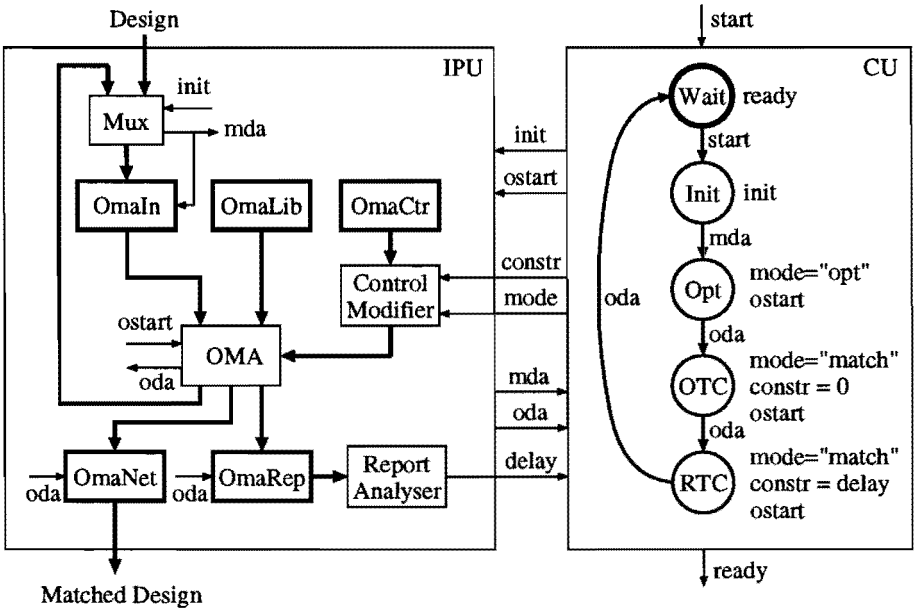 Design
start
IPU
CU
init
Mux
mda
OmaIn
OmaLib
OmaCtr
Control
Modifier
ostart
OMA
oda
oda
OmaNet
oda
OmaRep
Report
Analyser
Matched Design
init
ostart
constr
mode
mda
oda
delay
Wait
ready
start
Init
init
mda
Opt
mode="opt"
ostart
oda
oda
OTC
mode="match"
constr = 0
ostart
oda
RTC
mode="match"
constr = delay
ostart
ready